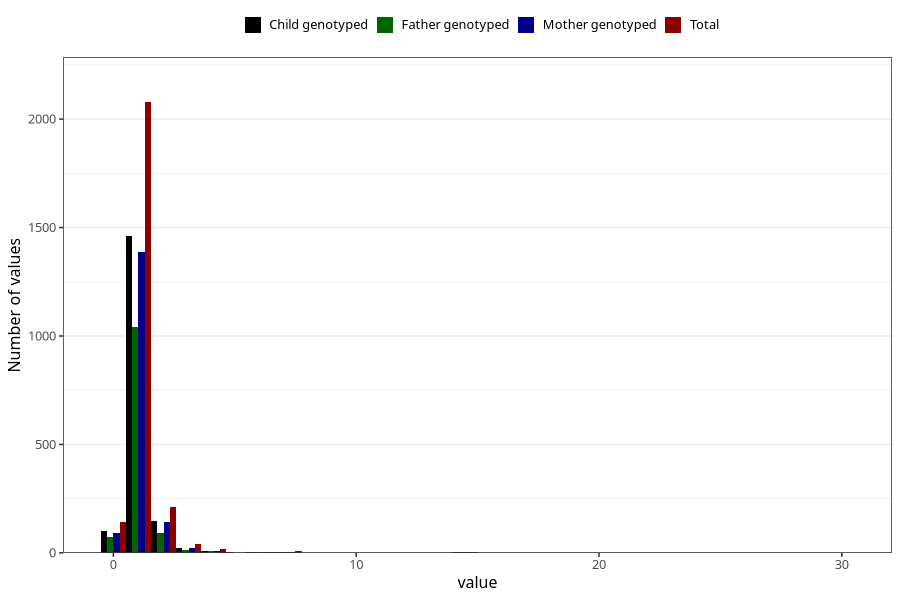 Child genotyped Father genotyped Mother genotyped Total
Number of values
2000
1500
1000
500
0
0 10 20 30
value